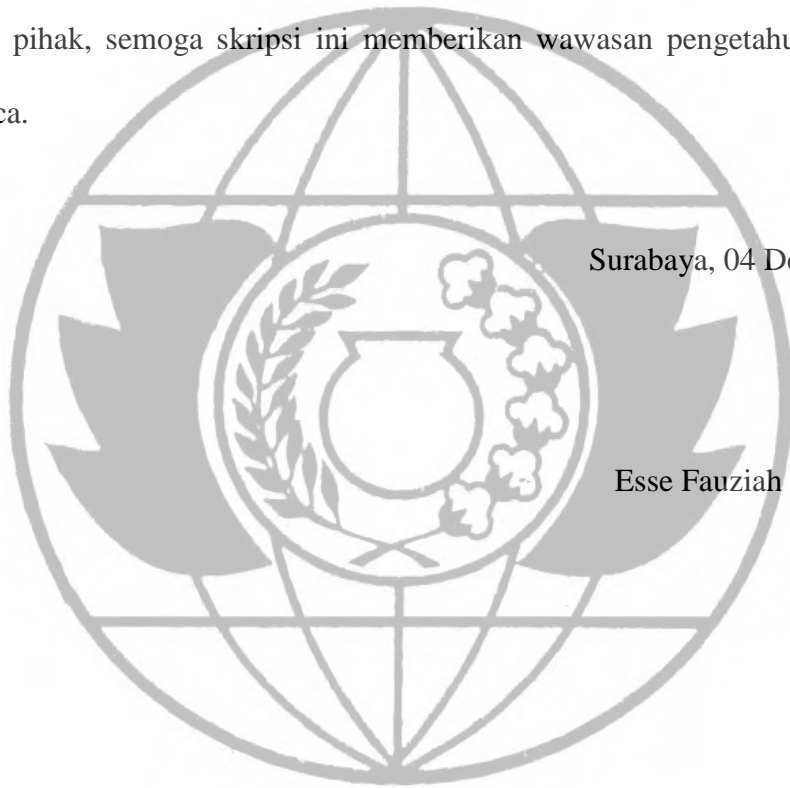 pihak, semoga skripsi ini memberikan wawasan pengetahu
ca.
Surabaya, 04 De
Esse Fauziah